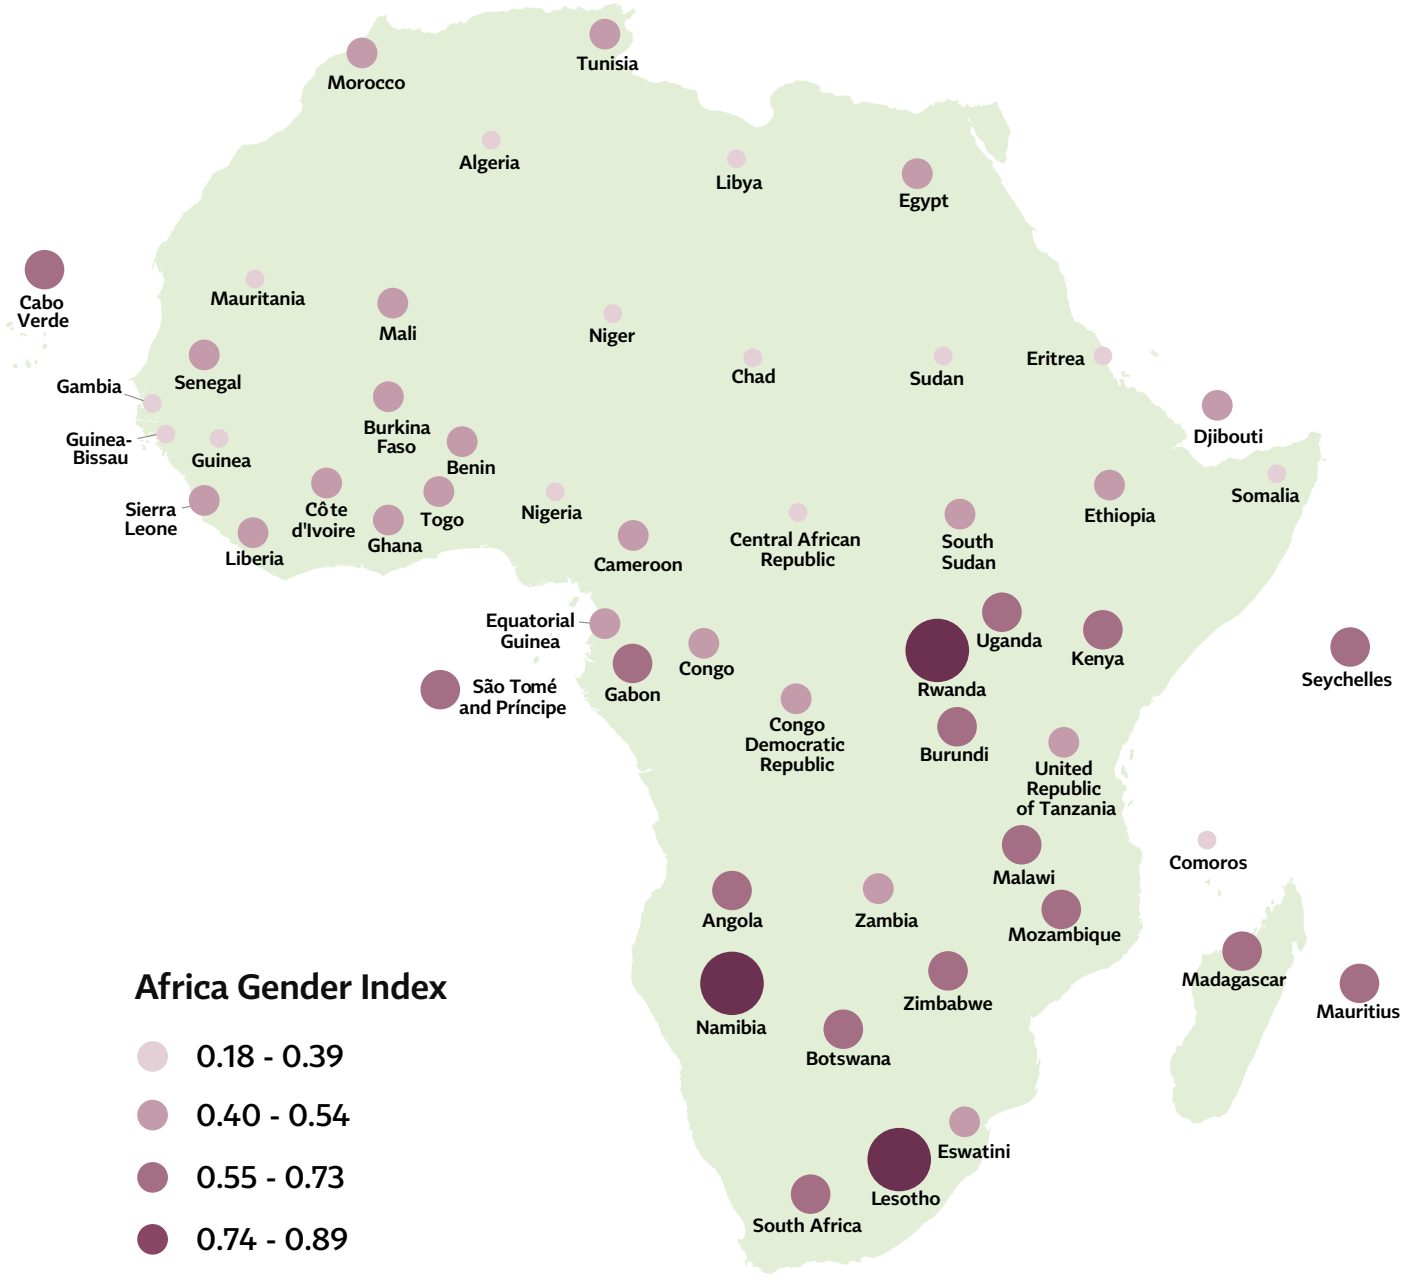 Tunisia
Morocco
Algeria
Libya
Egypt
Cabo
Verde
Mauritania
Mali
Niger
Chad
Sudan
Eritrea
Senegal
Gambia
Guinea-
Bissau
Guinea
Burkina
Faso
Benin
Djibouti
Somalia
Sierra
Leone
Côte
d'Ivoire
Togo
Ghana
Liberia
Nigeria
Cameroon
Central African
Republic
South
Sudan
Ethiopia
Equatorial
Guinea
Congo
Gabon
São Tomé
and Príncipe
Uganda
Kenya
Rwanda
Seychelles
Congo
Democratic
Republic
Burundi
United
Republic
of Tanzania
Malawi
Comoros
Angola
Zambia
Mozambique
Madagascar
Mauritius
Zimbabwe
Namibia
Botswana
Eswatini
Lesotho
South Africa
Africa Gender Index
0.18 - 0.39
0.40 - 0.54
0.55 - 0.73
0.74 - 0.89